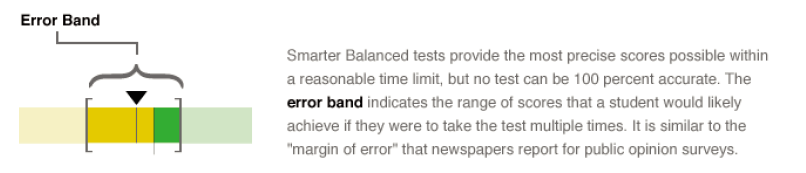 Error Band
Smarter Balanced tests provide the most precise scores possible within
a reasonable time limit, but no test can be 100 percent accurate. The
error band indicates the range of scores that a student would likely
achieve if they were to take the test multiple times. It is similar to the
"margin of error" that newspapers report for public opinion surveys.